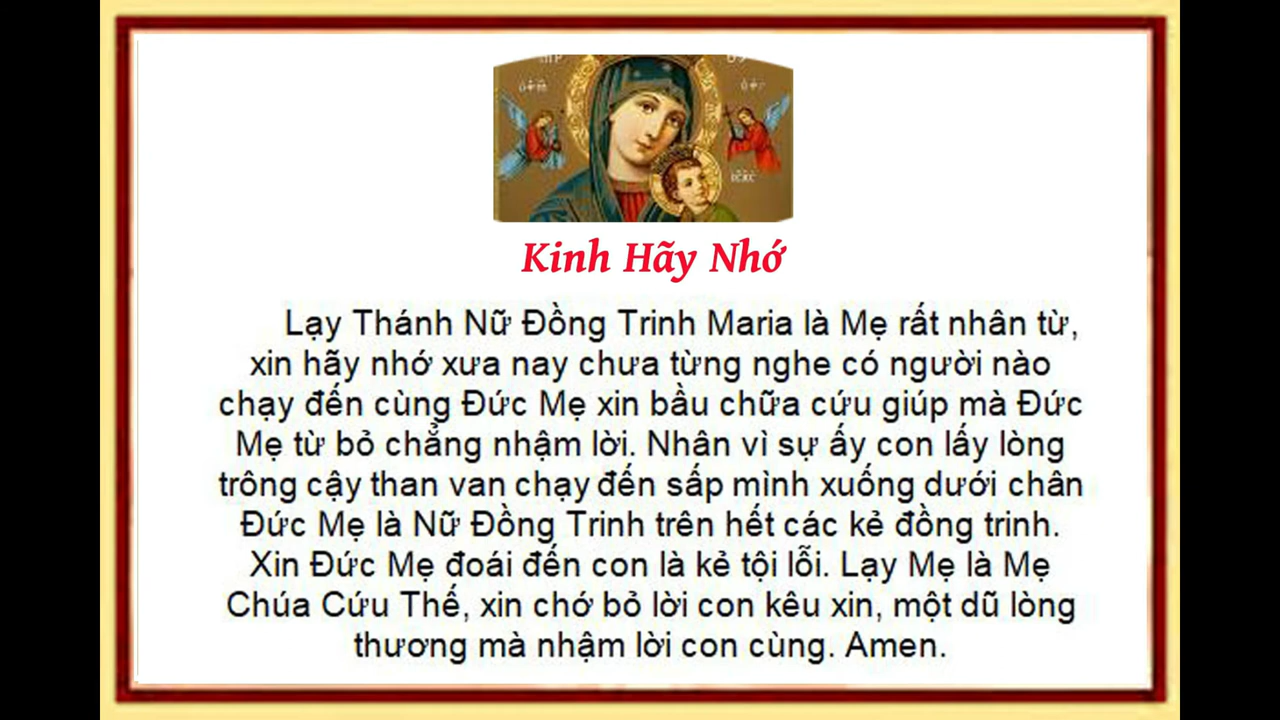 Kinh Hãy Nhớ
Lạy Thánh Nữ Đồng Trinh Maria là Mẹ rất nhân từ,
xin hãy nhớ xưa nay chưa từng nghe có người nào
chạy đến cùng Đức Mẹ xin bầu chữa cứu giúp mà Đức
Mẹ từ bỏ chẳng nhậm lời. Nhân vì sự ấy con lấy lòng
trông cậy than van chạy đến sấp mình xuống dưới chân
Đức Mẹ là Nữ Đồng Trinh trên hết các kẻ đồng trinh.
Xin Đức Mẹ đoái đến con là kẻ tội lỗi. Lạy Mẹ là Mẹ
Chúa Cứu Thế, xin chớ bỏ lời con kêu xin, một dũ lòng
thương mà nhậm lời con cùng. Amen.